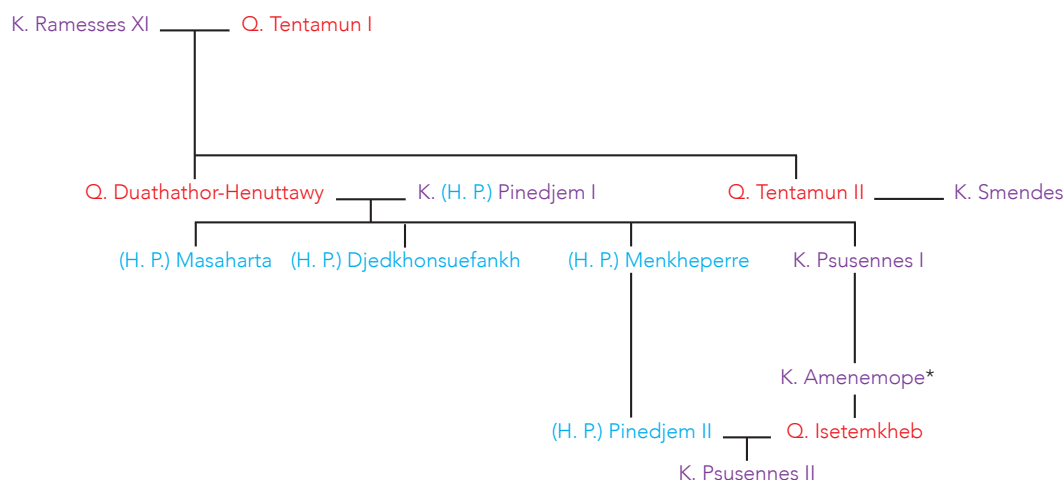 K. Ramesses XI Q. Tentamun I
Q. Duathathor-Henuttawy K. (H. P.) Pinedjem I Q. Tentamun II K. Smendes
(H. P.) Masaharta (H. P.) Djedkhonsuefankh (H. P.) Menkheperre K. Psusennes I
K. Amenemope*
(H. P.) Pinedjem II Q. Isetemkheb
K. Psusennes II